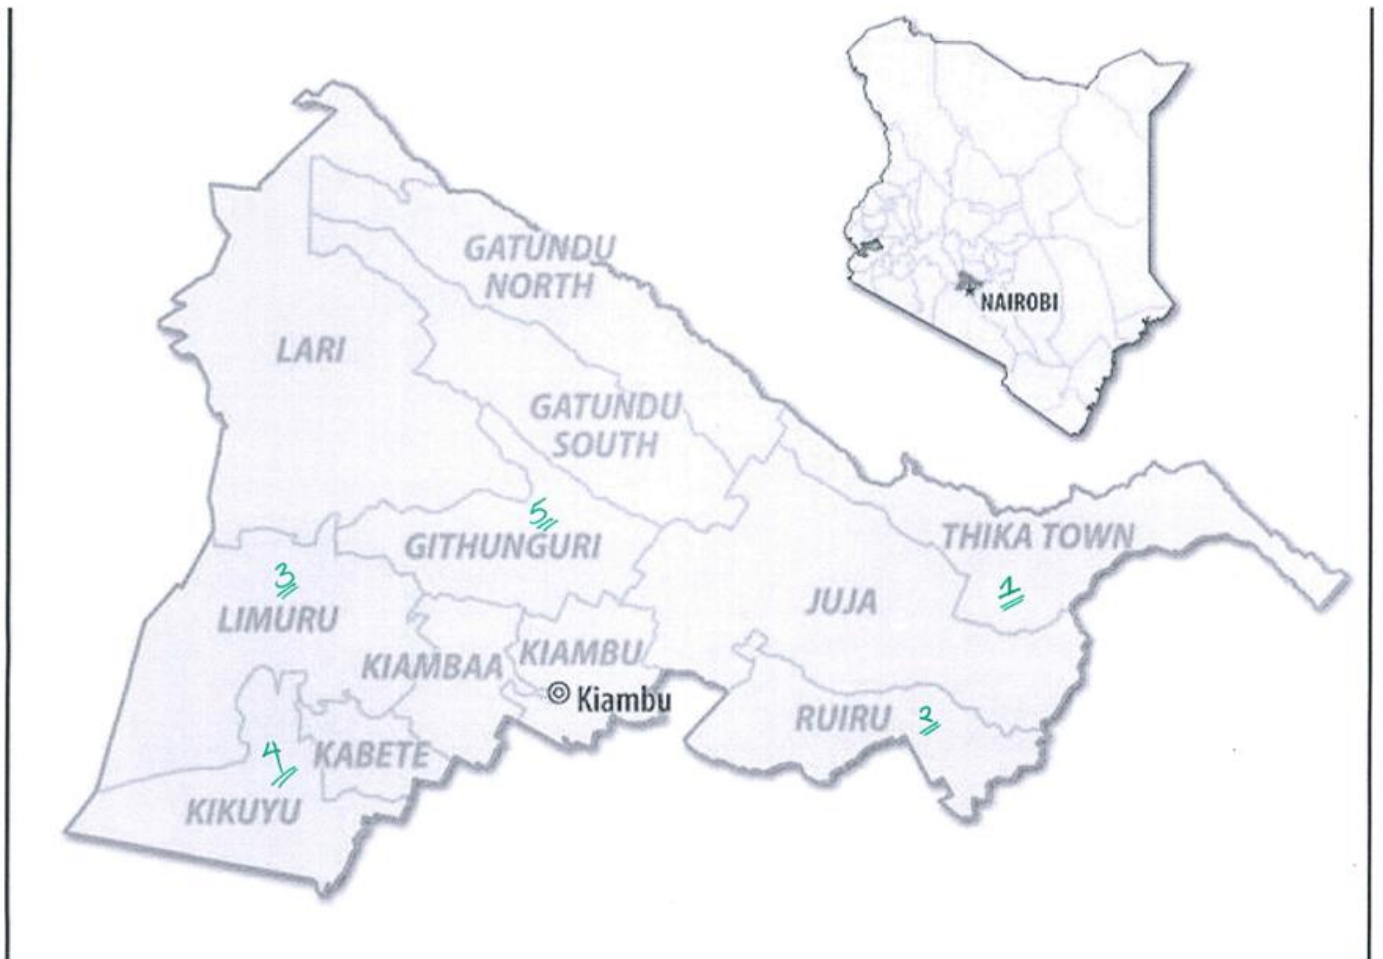 GATUNDU
NORTH
NAIROBI
LARI
GATUNDU
SOUTH
5
GITHUNGURI
THIKA TOWN
3
LIMURU
1
JUJA
KIAMBAA
KIAMBU
Kiambu
RUIRU
2
4
KABETE
KIKUYU